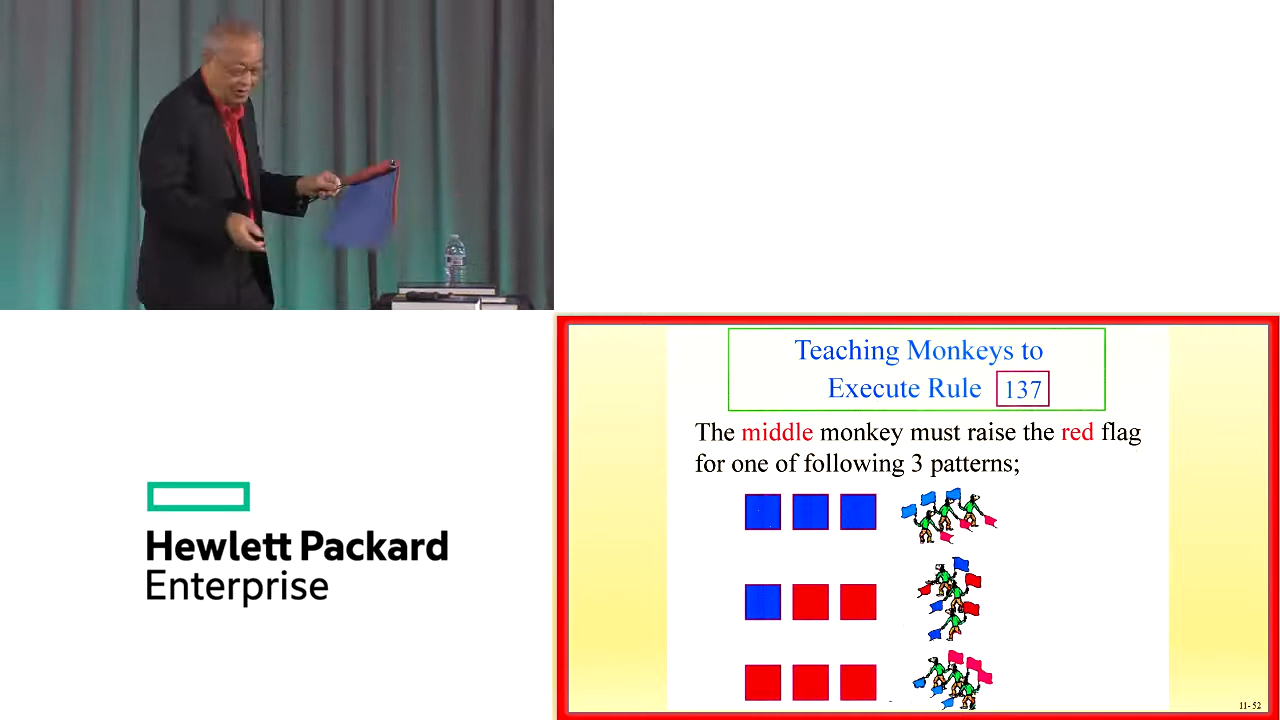 Teaching Monkeys to
Execute Rule 137
The middle monkey must raise the red flag
for one of following 3 patterns;
Hewlett Packard
Enterprise
11-52